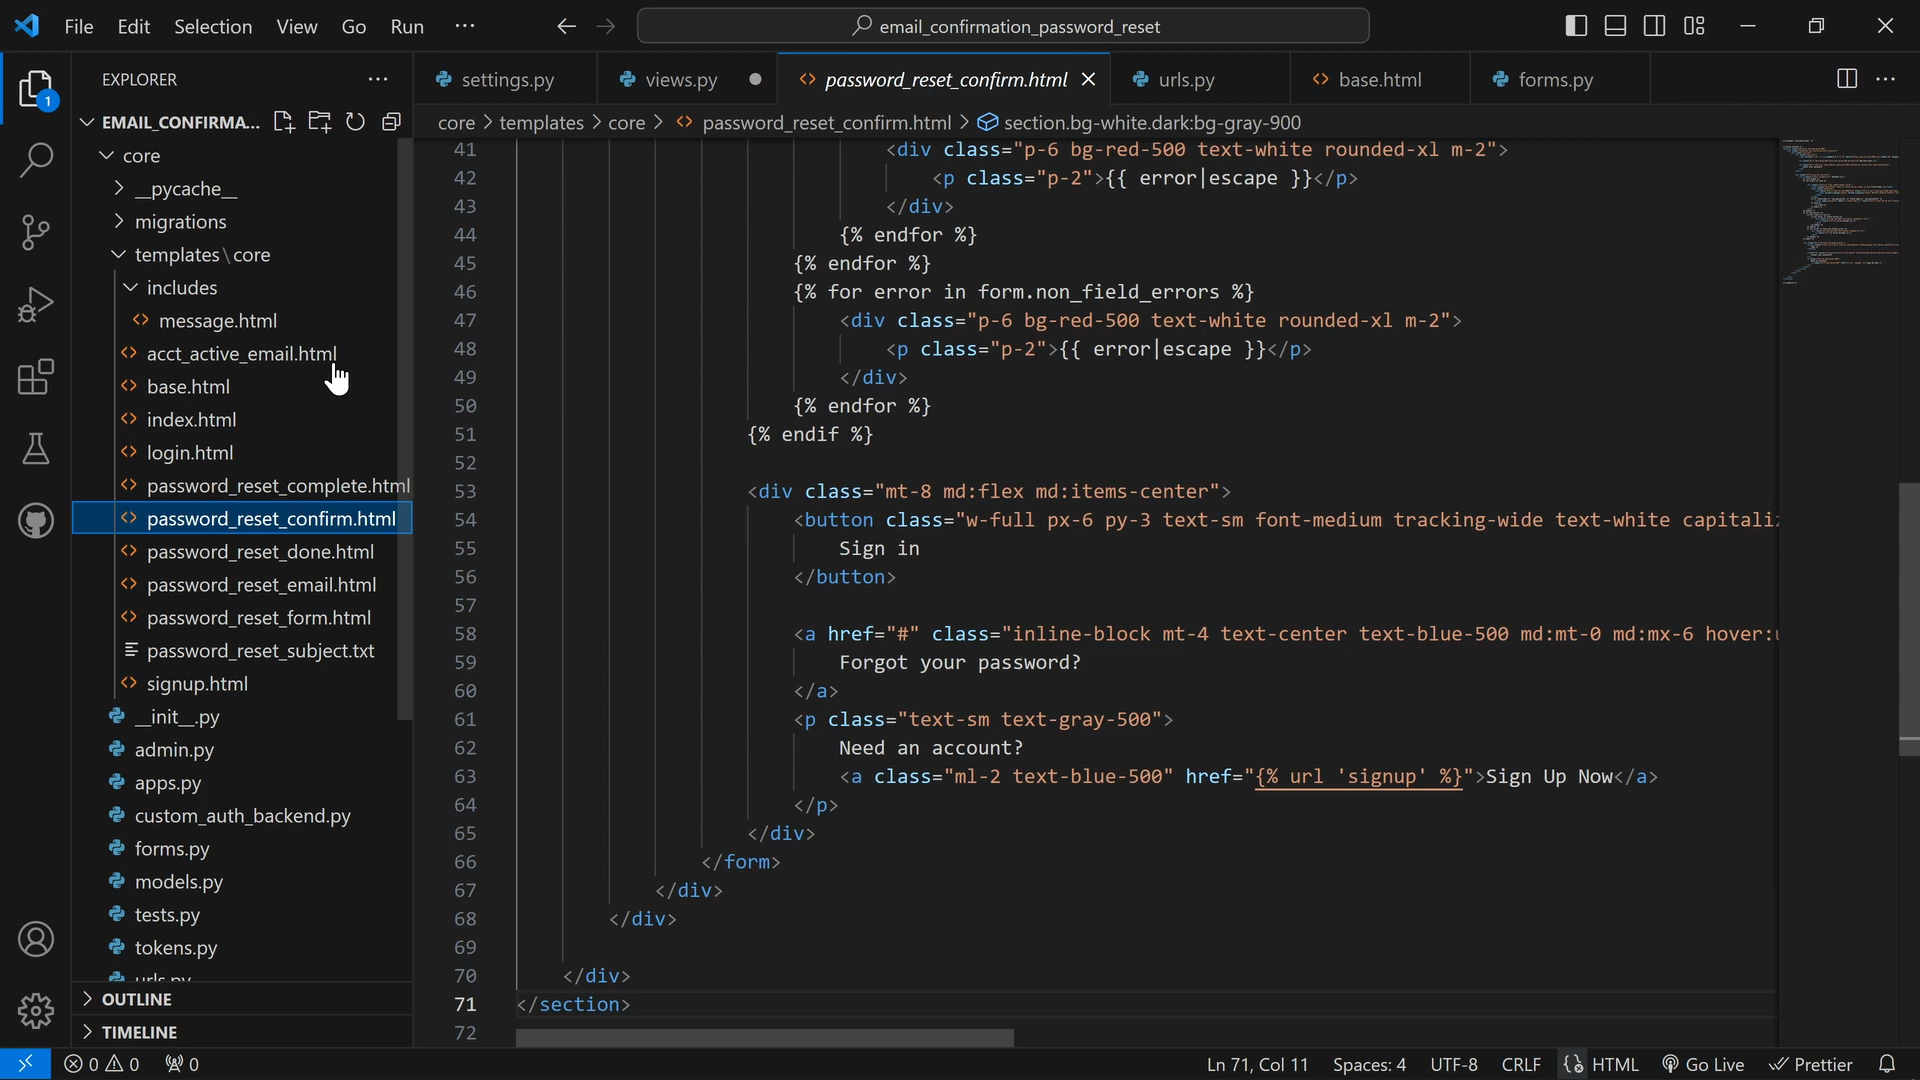 File Edit Selection View Go Run ···
email_confirmation_password_reset
EXPLORER
1
EMAIL_CONFIRMA...
core
__pycache__
migrations
templates\core
includes
message.html
acct_active_email.html
base.html
index.html
login.html
password_reset_complete.html
password_reset_confirm.html
password_reset_done.html
password_reset_email.html
password_reset_form.html
password_reset_subject.txt
signup.html
__init__.py
admin.py
apps.py
custom_auth_backend.py
forms.py
models.py
tests.py
tokens.py
urls.py
OUTLINE
TIMELINE
settings.py views.py password_reset_confirm.html urls.py base.html forms.py
core > templates > core > password_reset_confirm.html > section.bg-white.dark:bg-gray-900
41 <div class="p-6 bg-red-500 text-white rounded-xl m-2">
42 <p class="p-2">{{ error|escape }}</p>
43 </div>
44 {% endfor %}
45 {% endfor %}
46 {% for error in form.non_field_errors %}
47 <div class="p-6 bg-red-500 text-white rounded-xl m-2">
48 <p class="p-2">{{ error|escape }}</p>
49 </div>
50 {% endfor %}
51 {% endif %}
52
53 <div class="mt-8 md:flex md:items-center">
54 <button class="w-full px-6 py-3 text-sm font-medium tracking-wide text-white capitaliz
55 Sign in
56 </button>
57
58 <a href="#" class="inline-block mt-4 text-center text-blue-500 md:mt-0 md:mx-6 hover:u
59 Forgot your password?
60 </a>
61 <p class="text-sm text-gray-500">
62 Need an account?
63 <a class="ml-2 text-blue-500" href="{% url 'signup' %}">Sign Up Now</a>
64 </p>
65 </div>
66 </form>
67 </div>
68 </div>
69
70 </div>
71 </section>
72
0 0 0 Ln 71, Col 11 Spaces: 4 UTF-8 CRLF HTML Go Live Prettier